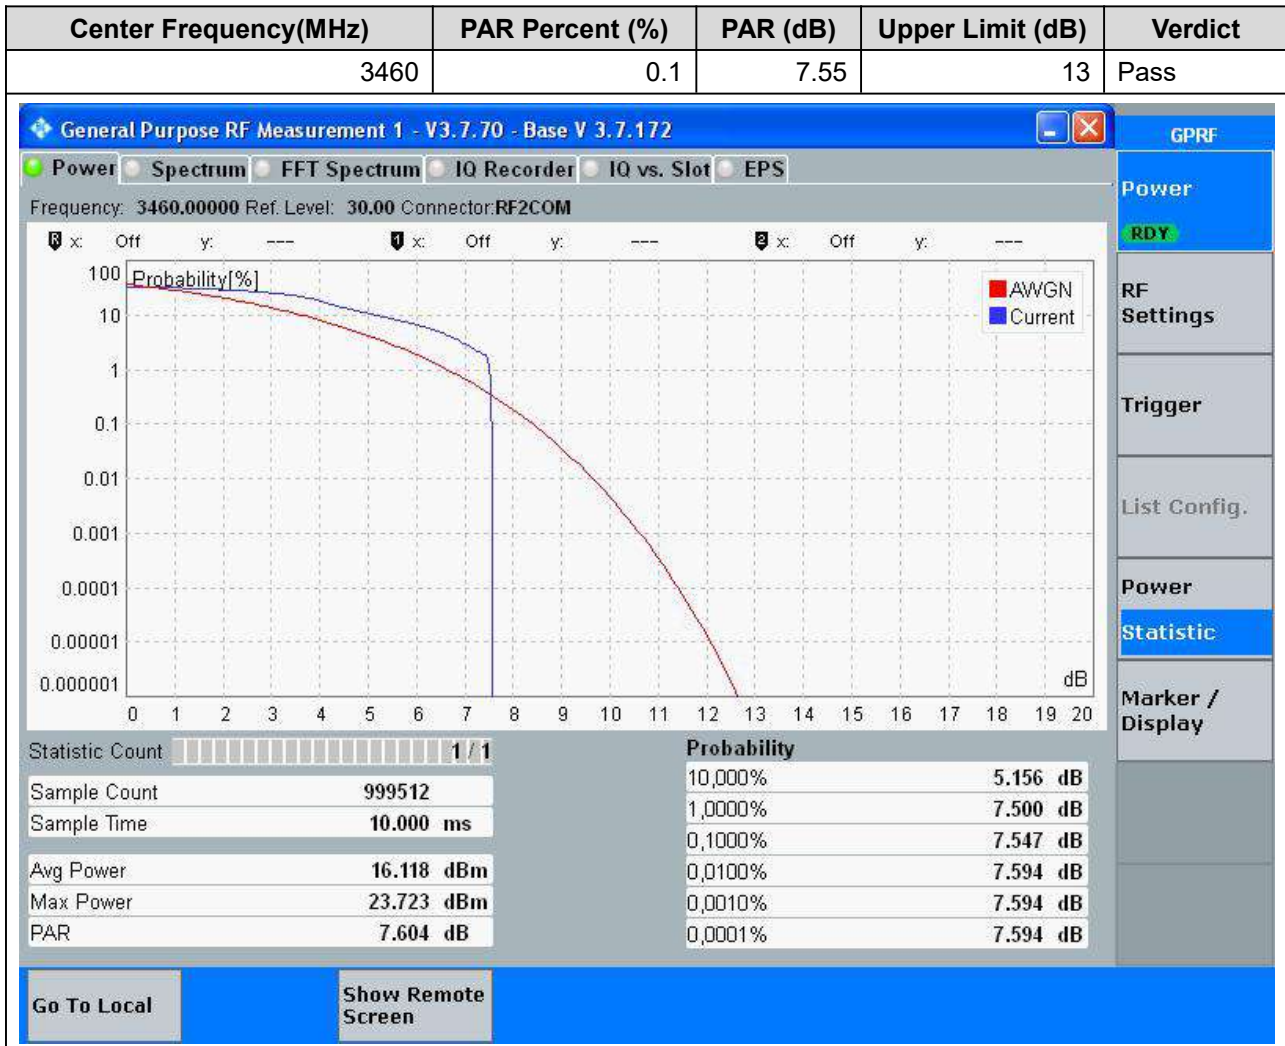 Center Frequency(MHz) PAR Percent (%) PAR (dB) Upper Limit (dB) Verdict
3460 0.1 7.55 13 Pass
General Purpose RF Measurement 1 - V3.7.70 - Base V 3.7.172
GPRF
Power Spectrum FFT Spectrum IQ Recorder IQ vs. Slot EPS
Power
RDY
Frequency: 3460.00000 Ref. Level: 30.00 Connector:RF2COM
R x: Off y: --- 1 x: Off y: --- 2 x: Off y: ---
Probability[%]
AWGN
Current
100
10
1
0.1
0.01
0.001
0.0001
0.00001
0.000001
dB
0 1 2 3 4 5 6 7 8 9 10 11 12 13 14 15 16 17 18 19 20
RF
Settings
Trigger
List Config.
Power
Statistic
Marker /
Display
Statistic Count 1 / 1
Sample Count 999512
Sample Time 10.000 ms
Avg Power 16.118 dBm
Max Power 23.723 dBm
PAR 7.604 dB
Probability
10,000% 5.156 dB
1,0000% 7.500 dB
0,1000% 7.547 dB
0,0100% 7.594 dB
0,0010% 7.594 dB
0,0001% 7.594 dB
Go To Local
Show Remote
Screen